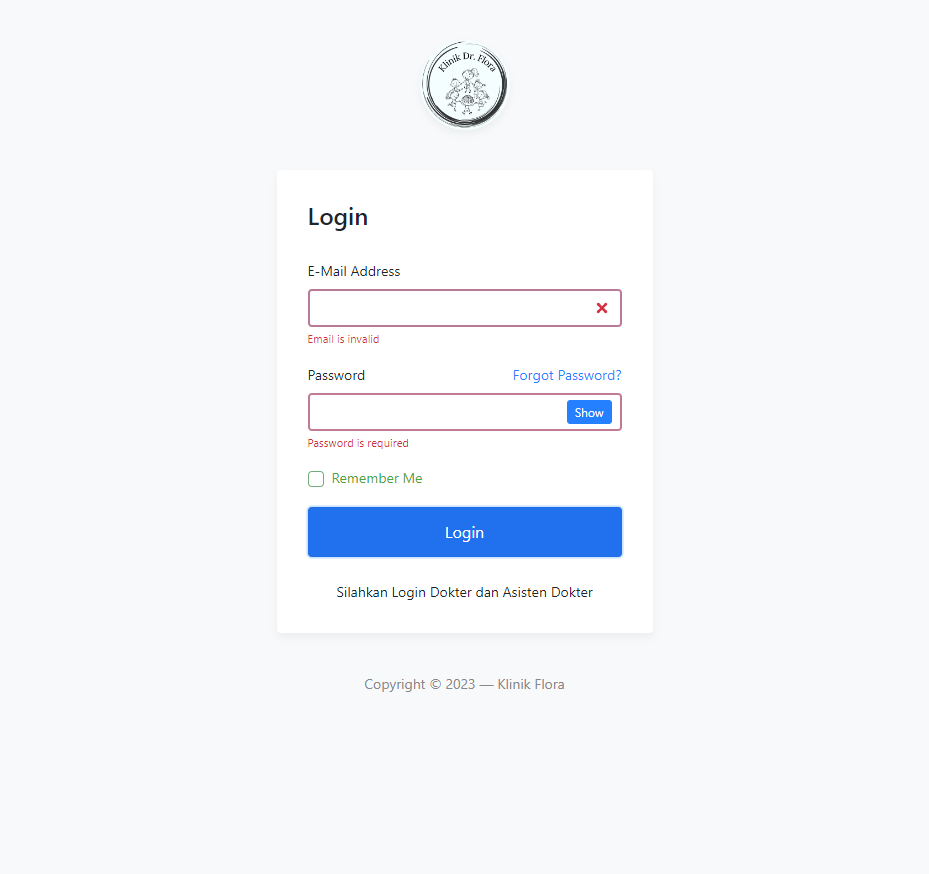 Klinik Dr. Flora
Login
E-Mail Address
Email is invalid
Password Forgot Password?
Show
Password is required
Remember Me
Login
Silahkan Login Dokter dan Asisten Dokter
Copyright © 2023 — Klinik Flora